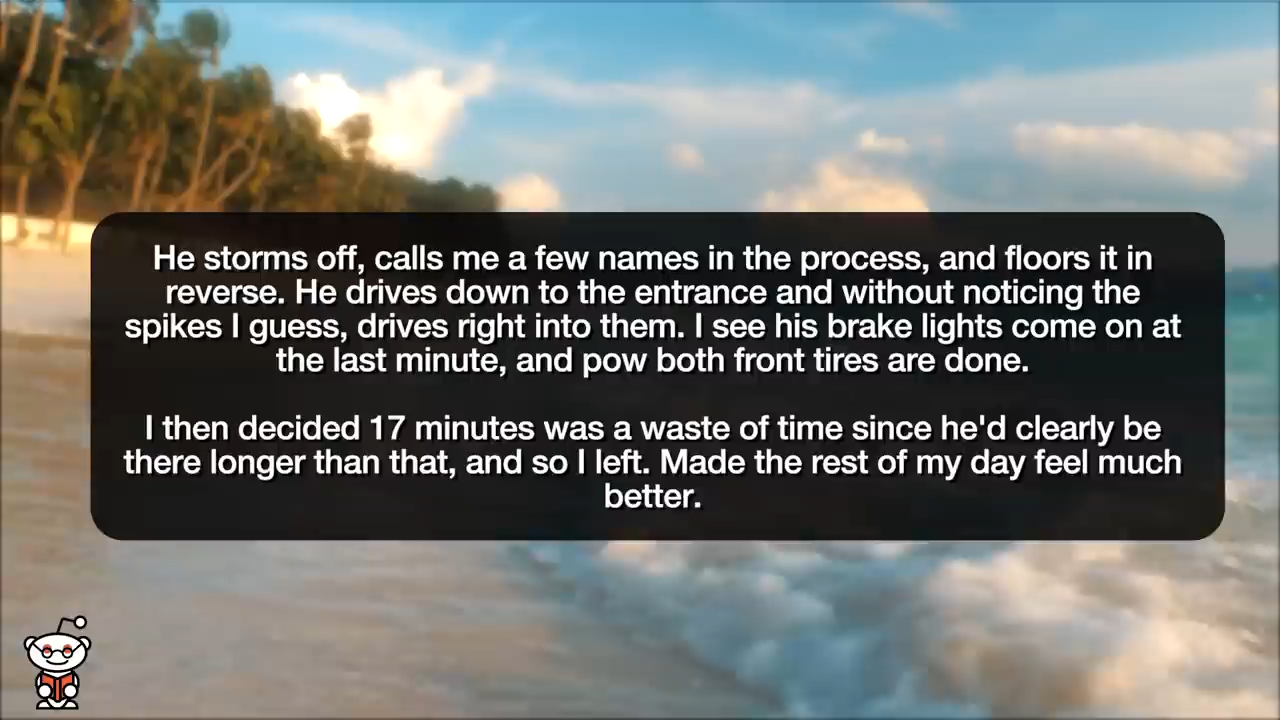 He storms off, calls me a few names in the process, and floors it in
reverse. He drives down to the entrance and without noticing the
spikes I guess, drives right into them. I see his brake lights come on at
the last minute, and pow both front tires are done.
I then decided 17 minutes was a waste of time since he'd clearly be
there longer than that, and so I left. Made the rest of my day feel much
better.